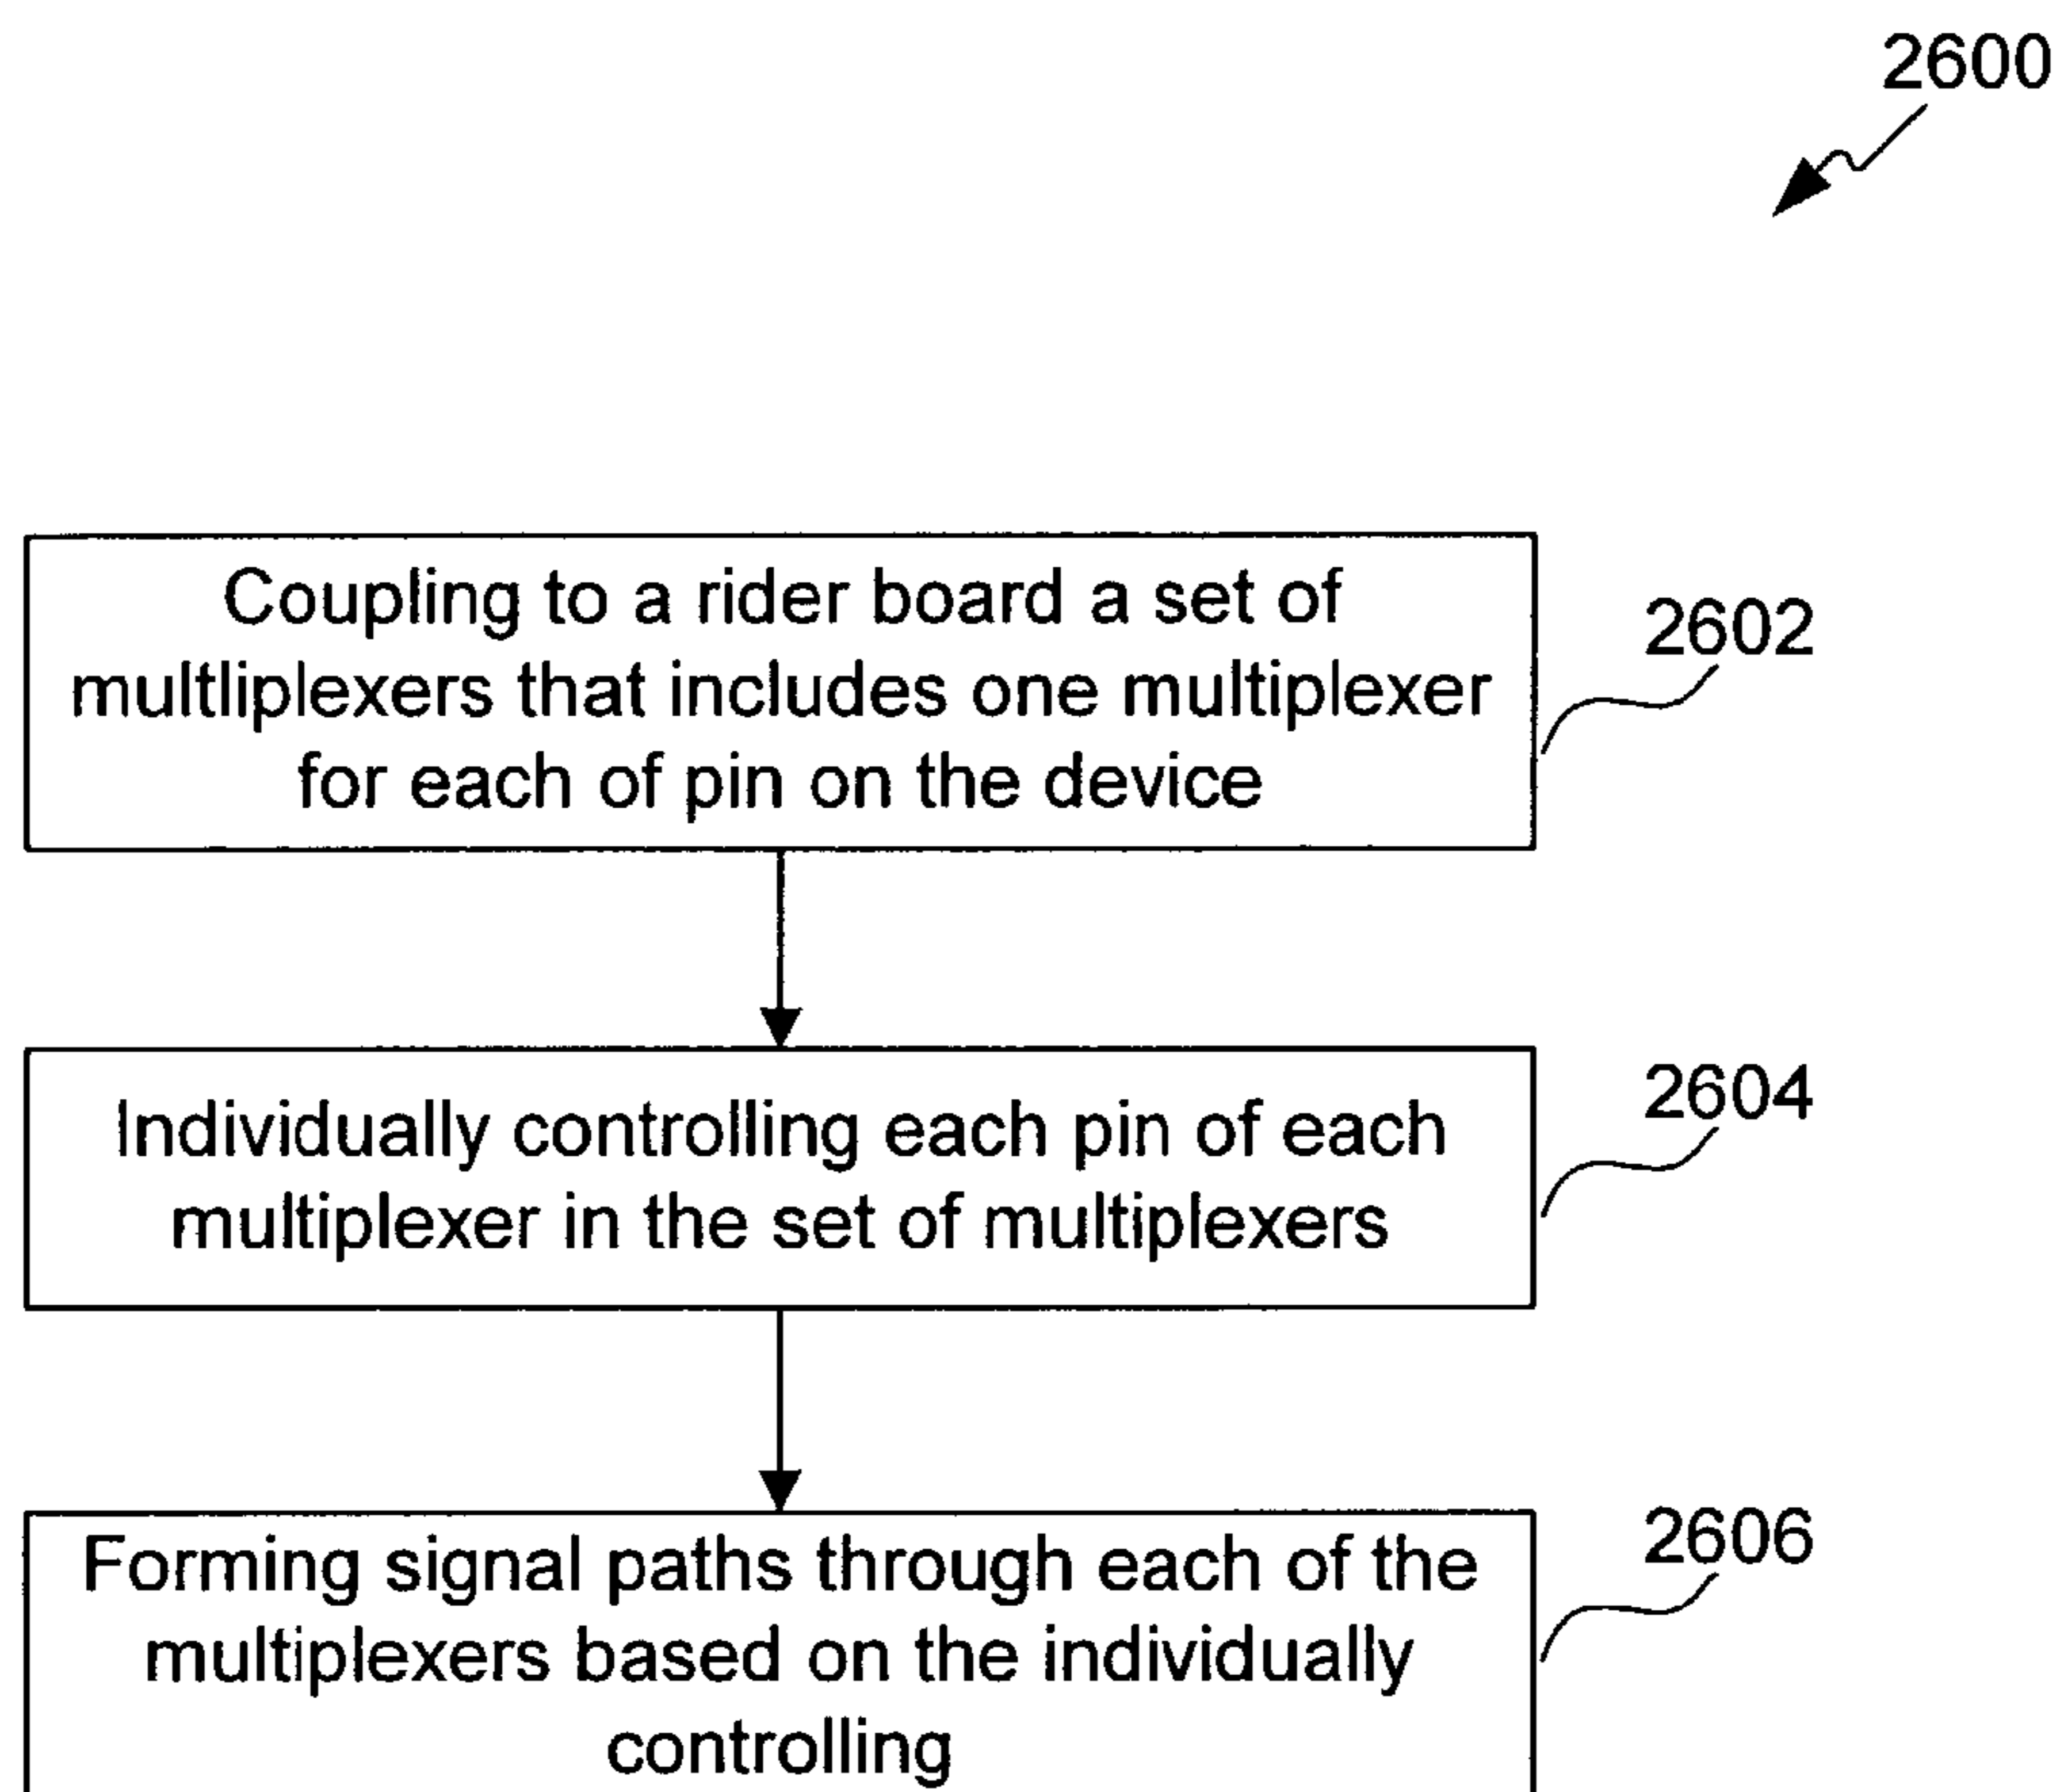 2600
Coupling to a rider board a set of
multliplexers that includes one multiplexer
for each of pin on the device
2602
Individually controlling each pin of each
multiplexer in the set of multiplexers
2604
Forming signal paths through each of the
multiplexers based on the individually
controlling
2606